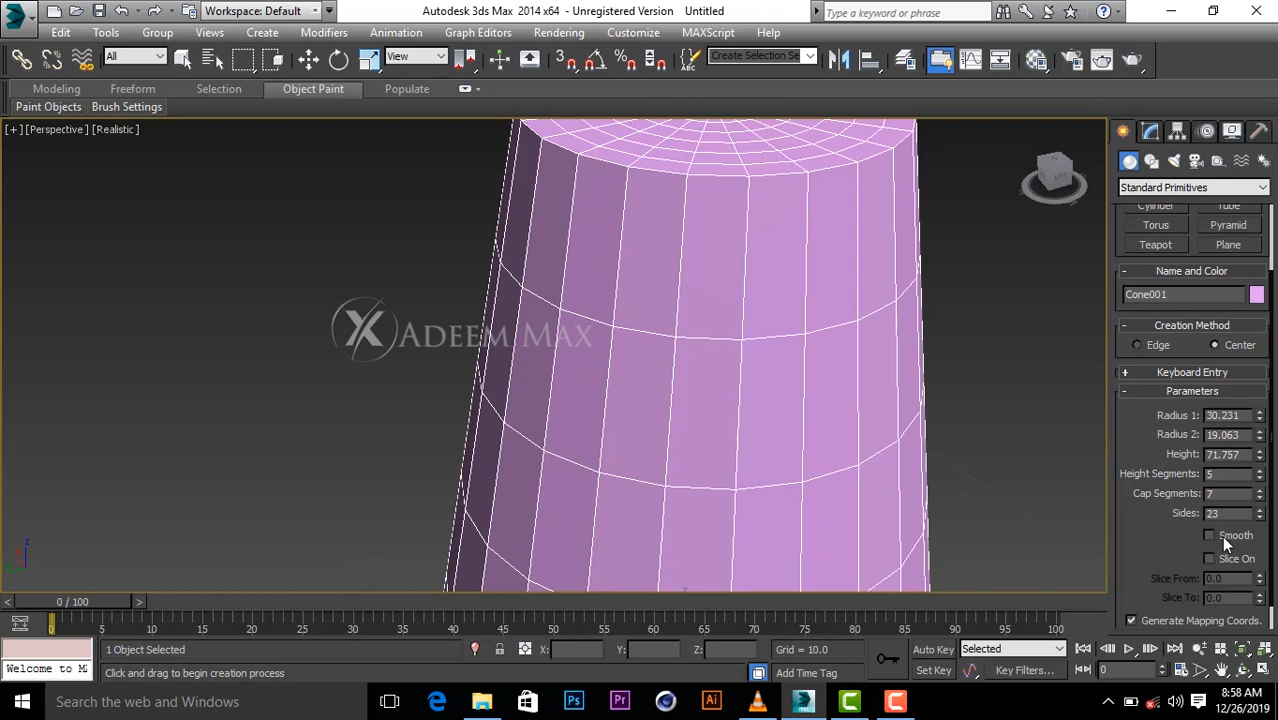 Workspace: Default
Autodesk 3ds Max 2014 x64 - Unregistered Version Untitled
Type a keyword or phrase
Edit Tools Group Views Create Modifiers Animation Graph Editors Rendering Customize MAXScript Help
All
View
Create Selection Se
Modeling Freeform Selection Object Paint Populate
Paint Objects Brush Settings
[+] [Perspective] [Realistic]
Standard Primitives
Cylinder Tube
Torus Pyramid
Teapot Plane
- Name and Color
Cone001
- Creation Method
Edge Center
+ Keyboard Entry
- Parameters
Radius 1: 30.231
Radius 2: 19.063
Height: 71.757
Height Segments: 5
Cap Segments: 7
Sides: 23
Smooth
Slice On
Slice From: 0.0
Slice To: 0.0
Generate Mapping Coords.
ADEEM MAX
z
< 0 / 100 >
0 5 10 15 20 25 30 35 40 45 50 55 60 65 70 75 80 85 90 95 100
1 Object Selected
X: Y: Z: Grid = 10.0
Auto Key Selected
Welcome to M
Click and drag to begin creation process
Add Time Tag
Set Key Key Filters... 0
Search the Web and Windows
8:58 AM
12/26/2019